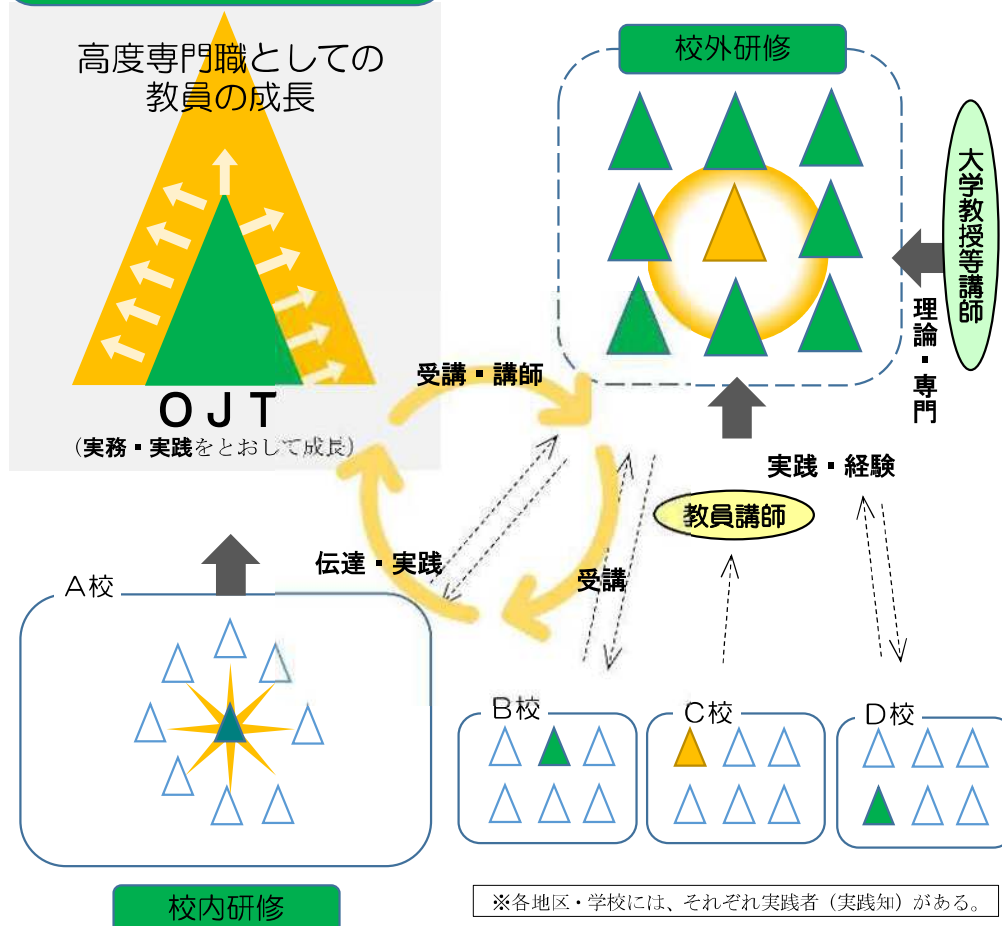 高度専門職としての
教員の成長
OJT
(実務・実践をとおして成長)
校外研修
大学教授等講師
理論・専門
受講・講師
実践・経験
教員講師
伝達・実践
受講
A校
B校
C校
D校
校内研修
※各地区・学校には、それぞれ実践者（実践知）がある。